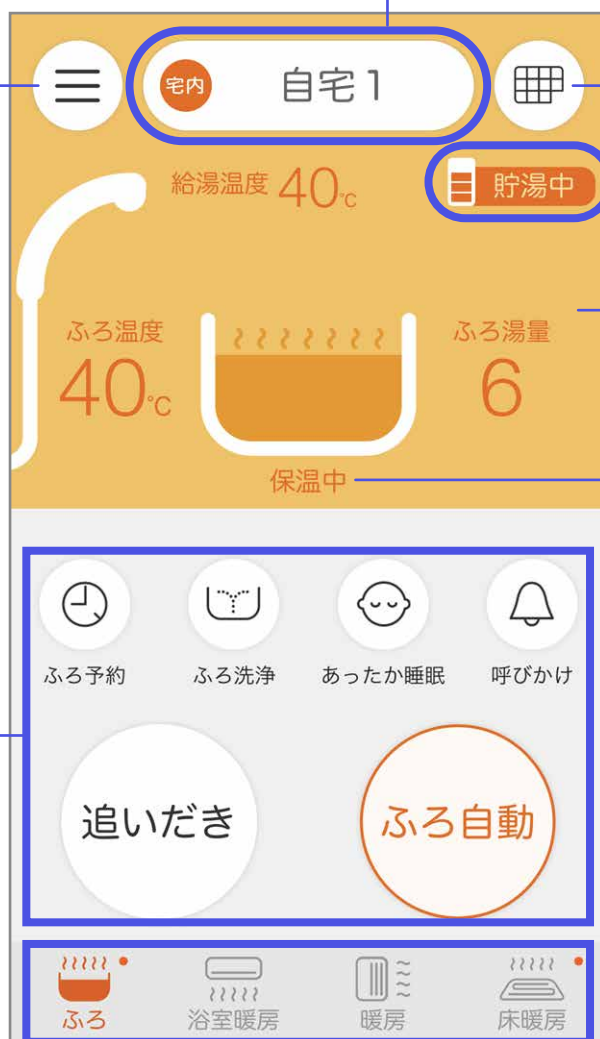 宅内 自宅1
給湯温度 40℃
貯湯中
ふろ温度
40℃
ふろ湯量
6
保温中
ふろ予約 ふろ洗浄 あったか睡眠 呼びかけ
追いだき ふろ自動
ふろ 浴室暖房 暖房 床暖房